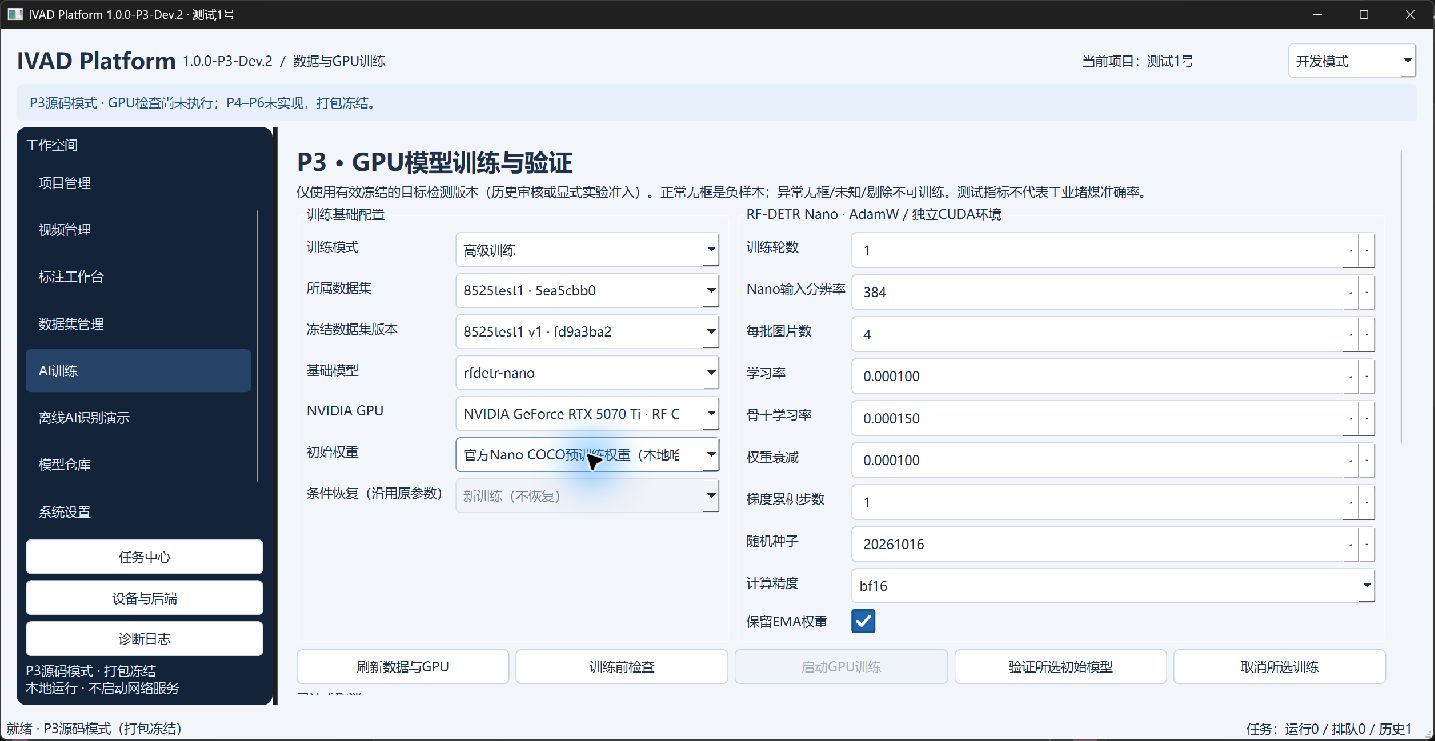 IVAD Platform 1.0.0-P3-Dev.2 · 测试1号
IVAD Platform 1.0.0-P3-Dev.2 / 数据与GPU训练
当前项目：测试1号
开发模式
P3源码模式 · GPU检查尚未执行；P4–P6未实现，打包冻结。
工作空间
项目管理
视频管理
标注工作台
数据集管理
AI训练
离线AI识别演示
模型仓库
系统设置
任务中心
设备与后端
诊断日志
P3源码模式 · 打包冻结
本地运行 · 不启动网络服务
P3 · GPU模型训练与验证
仅使用有效冻结的目标检测版本（历史审核或显式实验准入）。正常无框是负样本；异常无框/未知/剔除不可训练。测试指标不代表工业堵煤准确率。
训练基础配置
训练模式
高级训练
所属数据集
8525test1 · 5ea5cbb0
冻结数据集版本
8525test1 v1 · fd9a3ba2
基础模型
rfdetr-nano
NVIDIA GPU
NVIDIA GeForce RTX 5070 Ti · RF C
初始权重
官方Nano COCO预训练权重（本地哈
条件恢复（沿用原参数）
新训练（不恢复）
RF-DETR Nano · AdamW / 独立CUDA环境
训练轮数
1
Nano输入分辨率
384
每批图片数
4
学习率
0.000100
骨干学习率
0.000150
权重衰减
0.000100
梯度累积步数
1
随机种子
20261016
计算精度
bf16
保留EMA权重
刷新数据与GPU
训练前检查
启动GPU训练
验证所选初始模型
取消所选训练
就绪 · P3源码模式（打包冻结）
任务：运行0 / 排队0 / 历史1